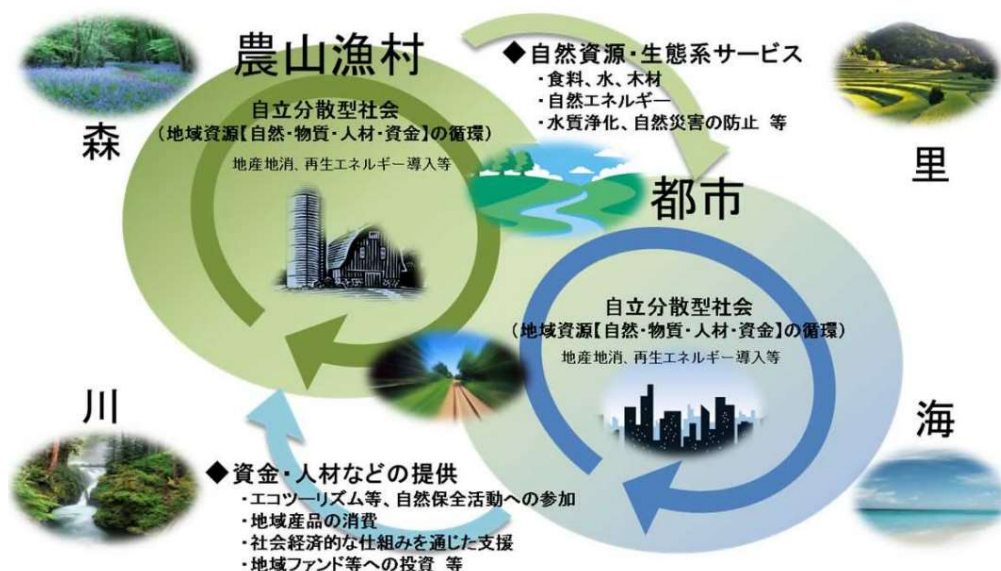 農山漁村
森
自立分散型社会
(地域資源【自然・物質・人材・資金】の循環)
地産地消、再生エネルギー導入等
◆自然資源・生態系サービス
・食料、水、木材
・自然エネルギー
・水質浄化、自然災害の防止 等
里
都市
自立分散型社会
(地域資源【自然・物質・人材・資金】の循環)
地産地消、再生エネルギー導入等
川
海
◆資金・人材などの提供
・エコツーリズム等、自然保全活動への参加
・地域産品の消費
・社会経済的な仕組みを通じた支援
・地域ファンド等への投資 等